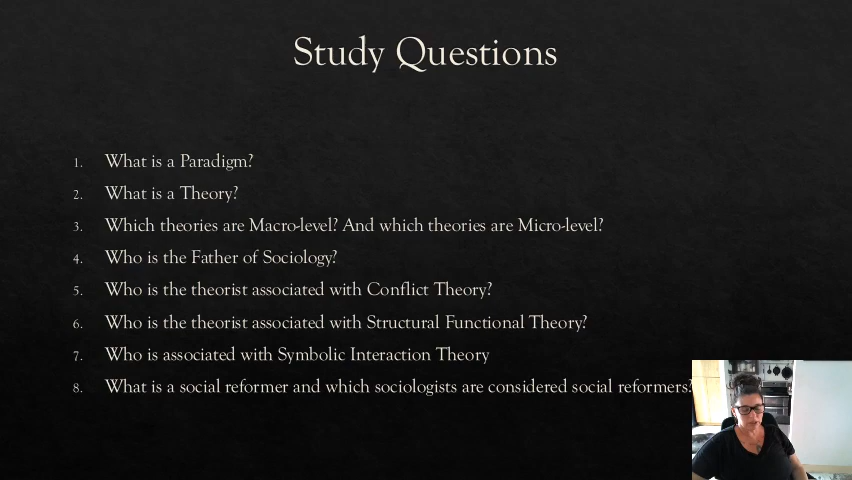 Study Questions
1. What is a Paradigm?
2. What is a Theory?
3. Which theories are Macro-level? And which theories are Micro-level?
4. Who is the Father of Sociology?
5. Who is the theorist associated with Conflict Theory?
6. Who is the theorist associated with Structural Functional Theory?
7. Who is associated with Symbolic Interaction Theory
8. What is a social reformer and which sociologists are considered social reformers?